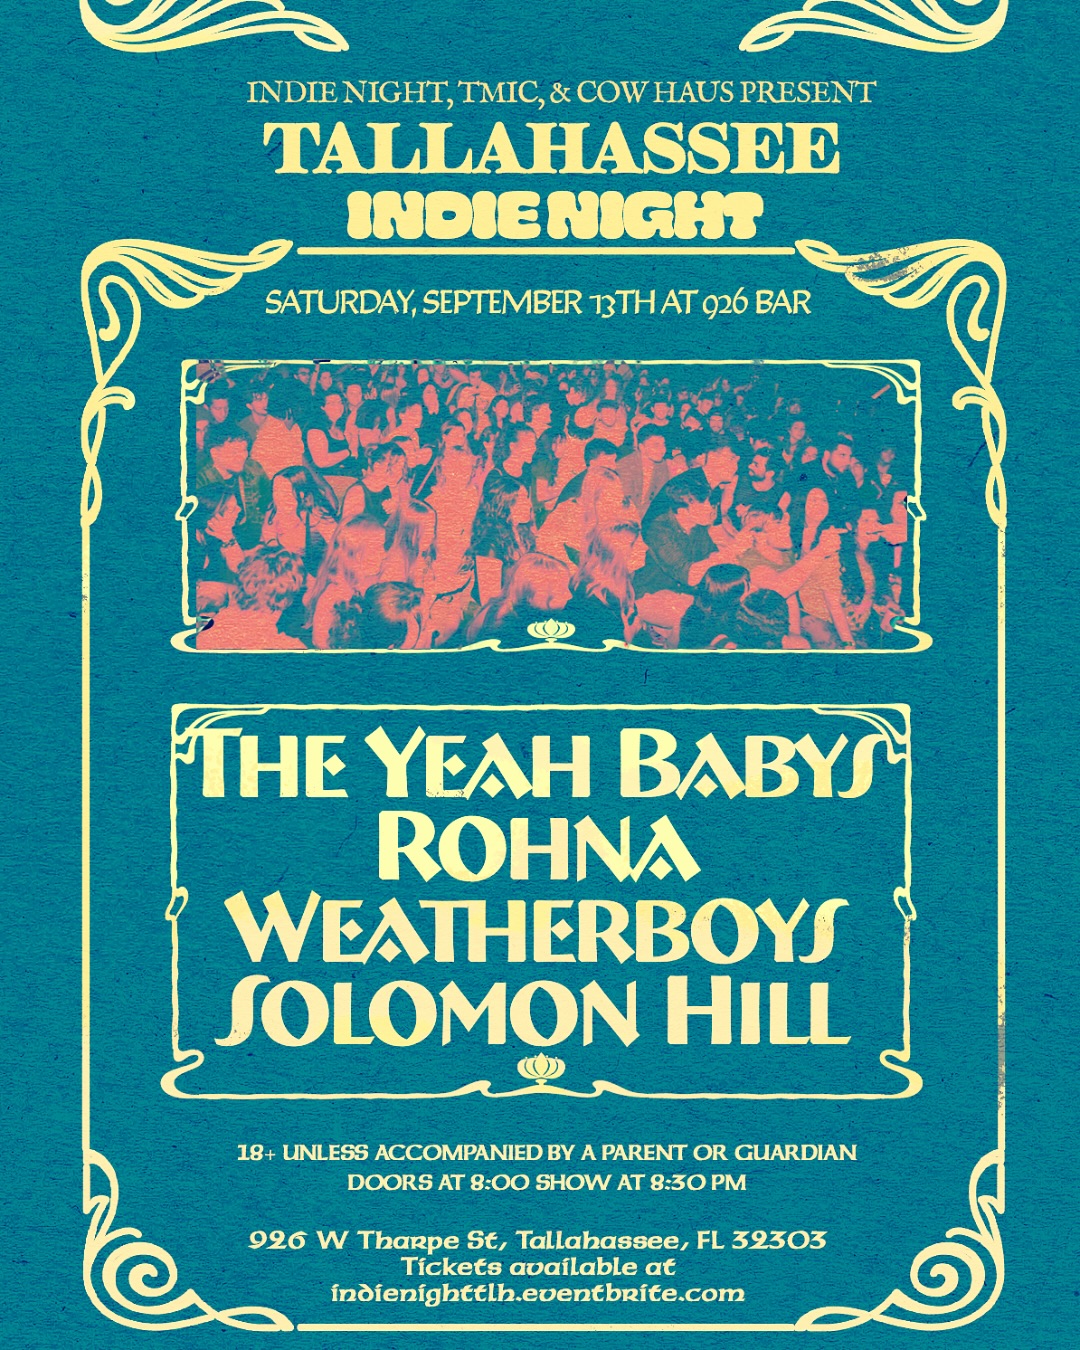 INDIE NIGHT, TMIC, & COW HAUS PRESENT
TALLAHASSEE
INDIE NIGHT
SATURDAY, SEPTEMBER 13TH AT 926 BAR
THE YEAH BABYS
ROHNA
WEATHERBOYS
SOLOMON HILL
18+ UNLESS ACCOMPANIED BY A PARENT OR GUARDIAN
DOORS AT 8:00 SHOW AT 8:30 PM
926 W Tharpe St, Tallahassee, FL 32303
Tickets available at
indienighttlh.eventbrite.com